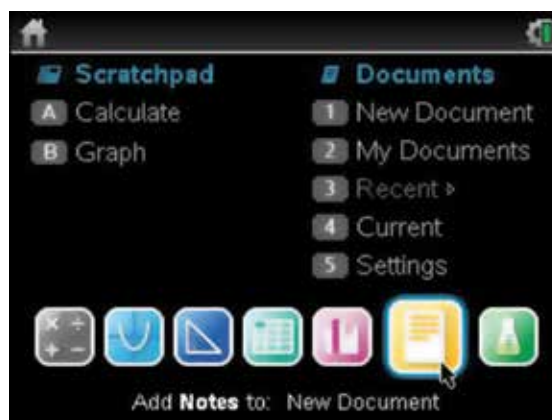 Scratchpad
A Calculate
B Graph
Documents
1 New Document
2 My Documents
3 Recent ▹
4 Current
5 Settings
Add Notes to: New Document